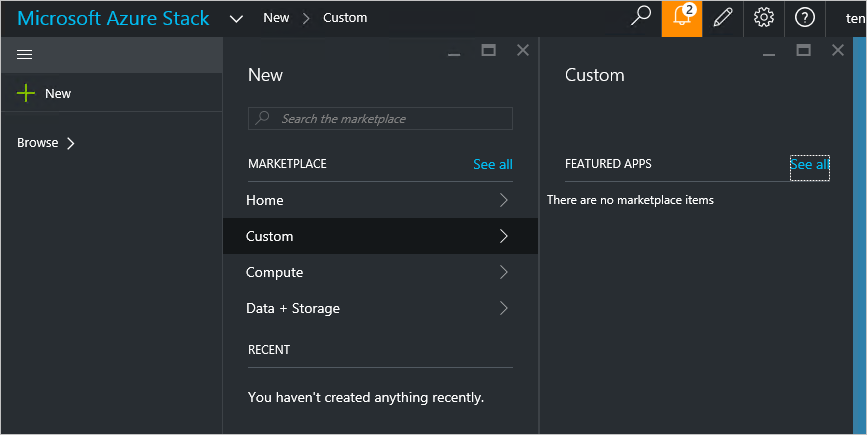 Microsoft Azure Stack New Custom 2 ten
New
Browse
New
Search the marketplace
MARKETPLACE See all
Home
Custom
Compute
Data + Storage
RECENT
You haven't created anything recently.
Custom
FEATURED APPS See all
There are no marketplace items